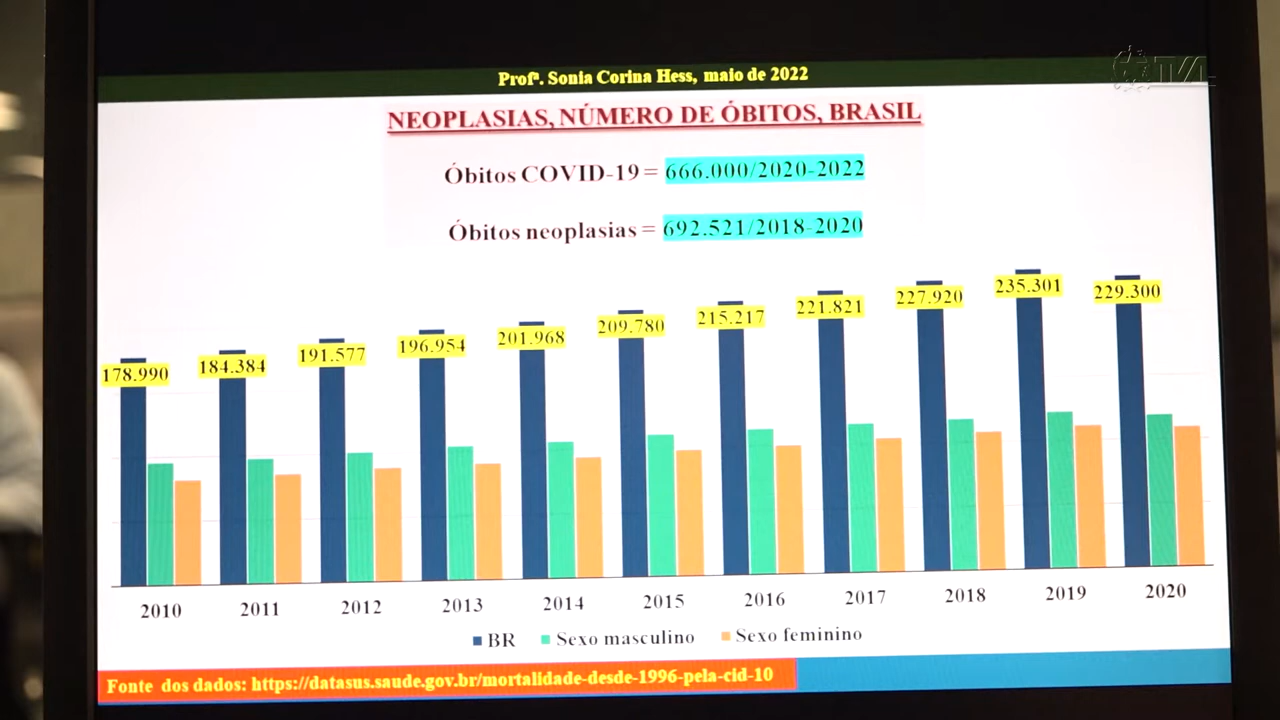 Profª. Sonia Corina Hess, maio de 2022
TVAL
NEOPLASIAS, NÚMERO DE ÓBITOS, BRASIL
Óbitos COVID-19 = 666.000/2020-2022
Óbitos neoplasias = 692.521/2018-2020
178.990 184.384 191.577 196.954 201.968 209.780 215.217 221.821 227.920 235.301 229.300
2010 2011 2012 2013 2014 2015 2016 2017 2018 2019 2020
BR Sexo masculino Sexo feminino
Fonte dos dados: https://datasus.saude.gov.br/mortalidade-desde-1996-pela-cid-10